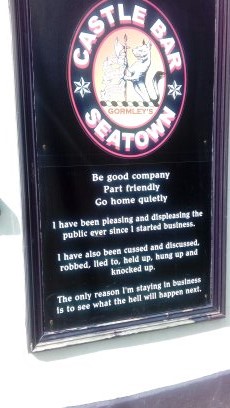 CASTLE BAR
GORMLEY'S
SEATOWN
Be good company
Part friendly
Go home quietly
I have been pleasing and displeasing the
public ever since I started business.
I have also been cussed and discussed,
robbed, lied to, held up, hung up and
knocked up.
The only reason I'm staying in business
is to see what the hell will happen next.